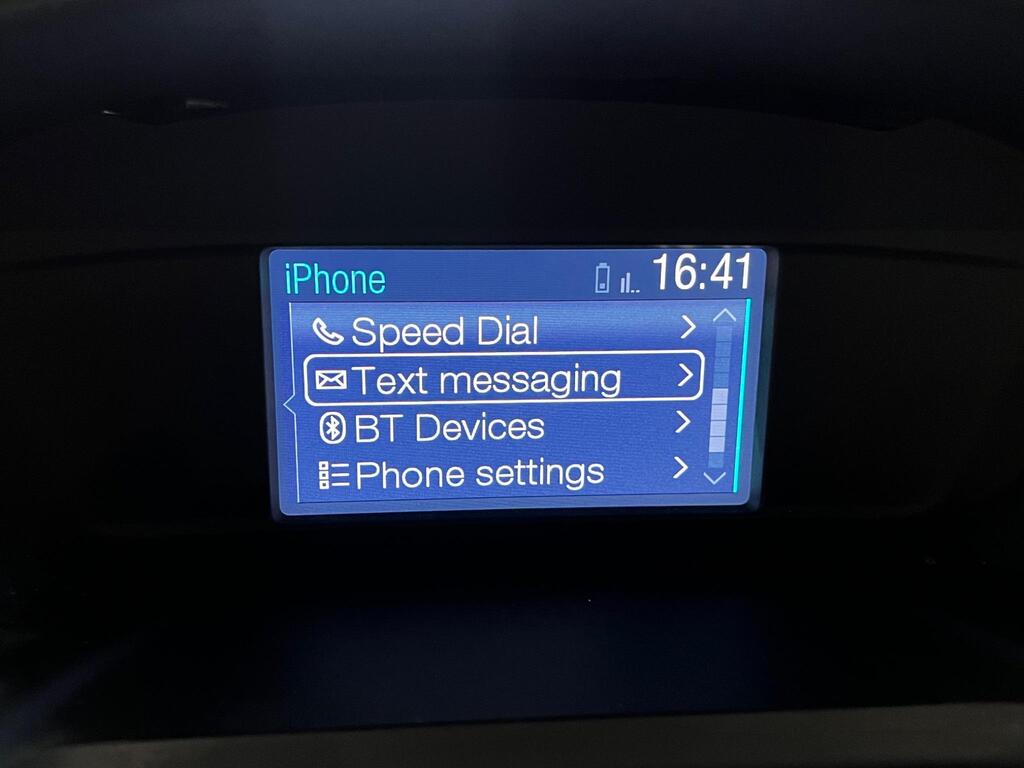 iPhone 16:41
Speed Dial
Text messaging
BT Devices
Phone settings